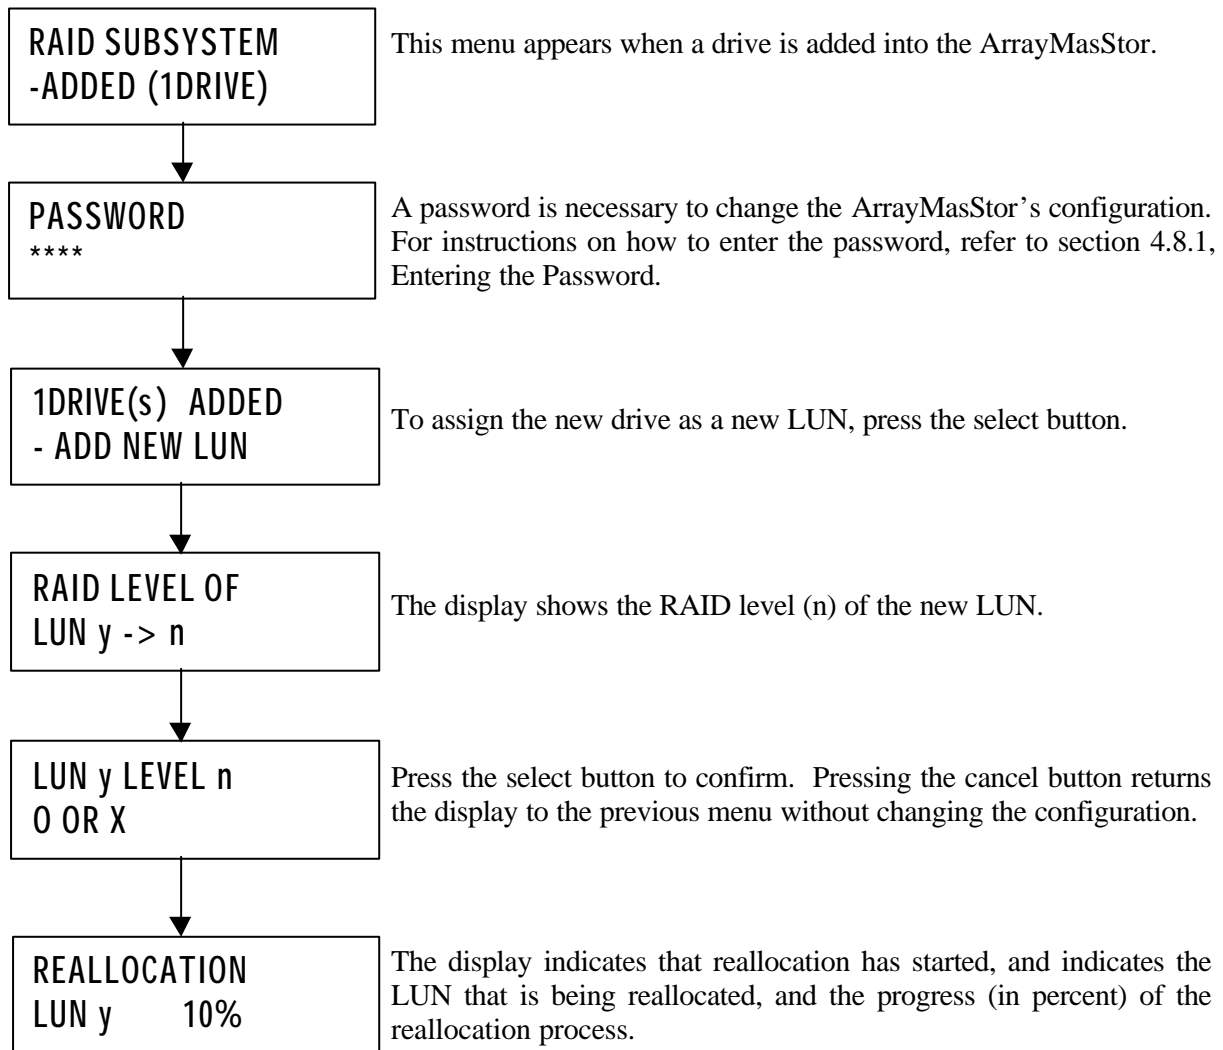 RAID SUBSYSTEM
-ADDED (1DRIVE)
This menu appears when a drive is added into the ArrayMasStor.
PASSWORD
****
A password is necessary to change the ArrayMasStor's configuration.
For instructions on how to enter the password, refer to section 4.8.1,
Entering the Password.
1DRIVE(s) ADDED
- ADD NEW LUN
To assign the new drive as a new LUN, press the select button.
RAID LEVEL OF
LUN y -> n
The display shows the RAID level (n) of the new LUN.
LUN y LEVEL n
O OR X
Press the select button to confirm. Pressing the cancel button returns
the display to the previous menu without changing the configuration.
REALLOCATION
LUN y 10%
The display indicates that reallocation has started, and indicates the
LUN that is being reallocated, and the progress (in percent) of the
reallocation process.